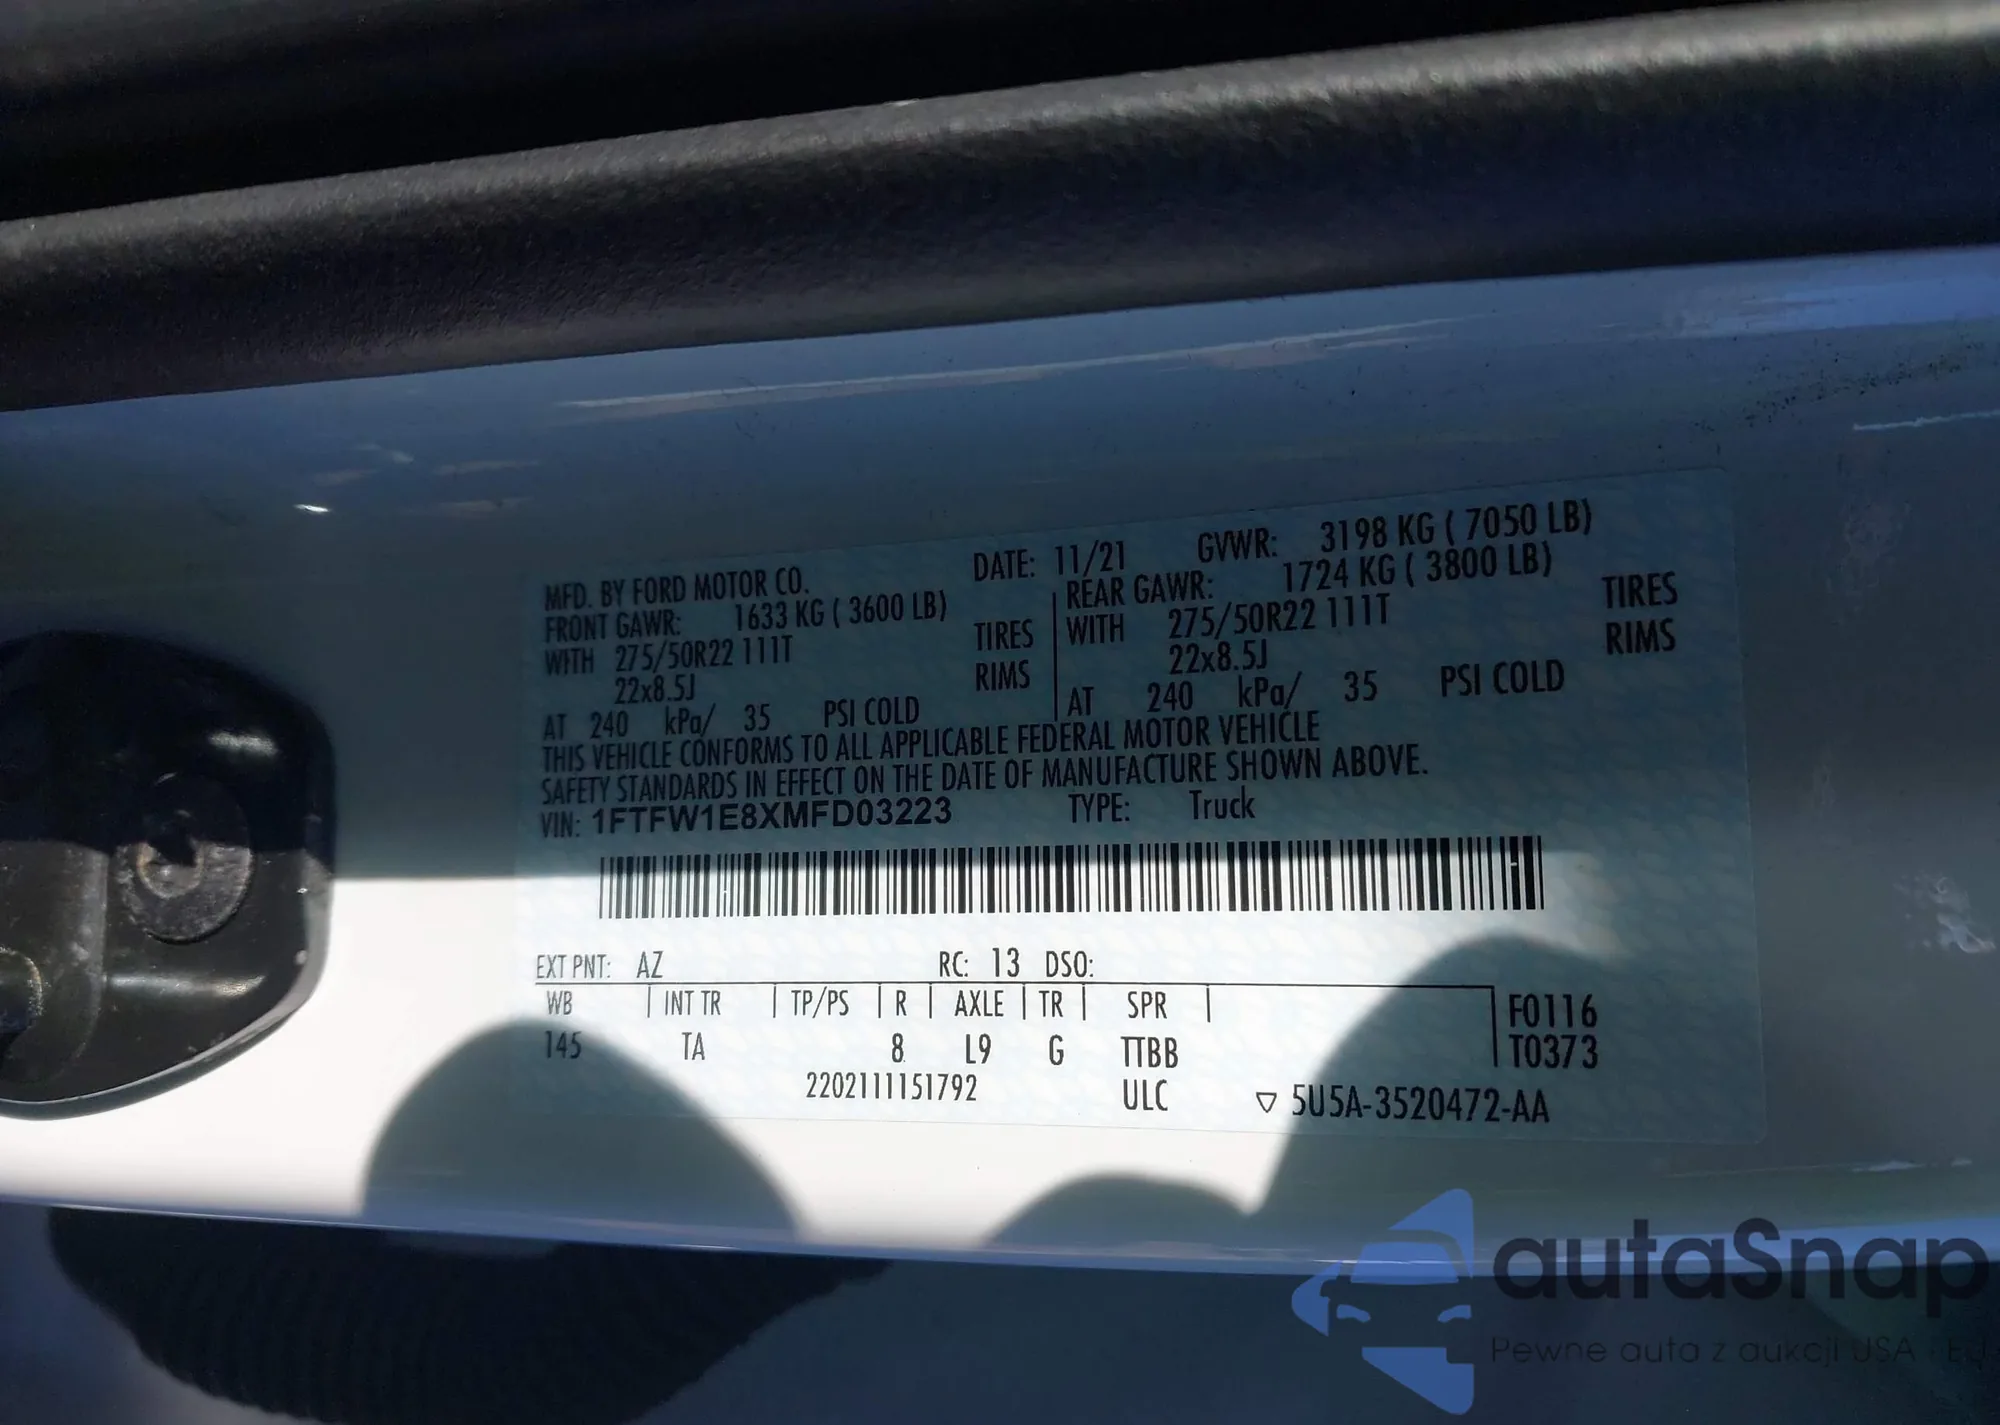 DATE: 11/21 GVWR: 3198 KG ( 7050 LB)
MFD. BY FORD MOTOR CO.
FRONT GAWR: 1633 KG ( 3600 LB) REAR GAWR: 1724 KG ( 3800 LB)
WITH 275/50R22 111T TIRES WITH 275/50R22 111T TIRES
22x8.5J RIMS 22x8.5J RIMS
AT 240 kPa/ 35 PSI COLD AT 240 kPa/ 35 PSI COLD
THIS VEHICLE CONFORMS TO ALL APPLICABLE FEDERAL MOTOR VEHICLE
SAFETY STANDARDS IN EFFECT ON THE DATE OF MANUFACTURE SHOWN ABOVE.
VIN: 1FTFW1E8XMFD03223 TYPE: Truck
EXT PNT: AZ RC: 13 DSO:
WB INT TR TP/PS R AXLE TR SPR F0116
145 TA 8 L9 G TTBB T0373
2202111151792 ULC 5U5A-3520472-AA
autaSnap
Pewne auta z aukcji USA